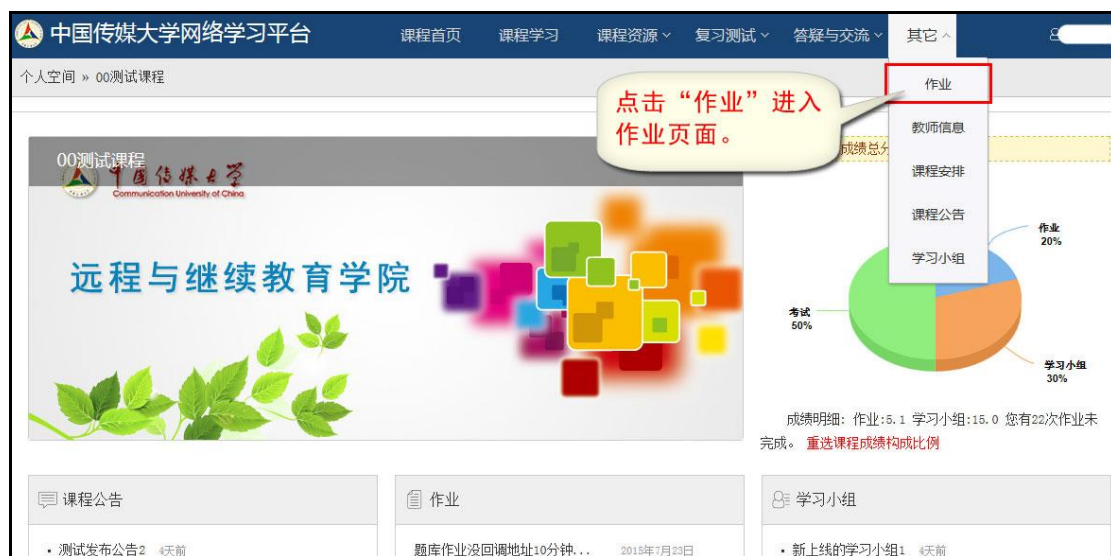 中国传媒大学网络学习平台
课程首页
课程学习
课程资源
复习测试
答疑与交流
其它
个人空间 » 00测试课程
作业
教师信息
课程安排
课程公告
学习小组
点击“作业”进入
作业页面。
00测试课程
中国传媒大学
Communication University of China
远程与继续教育学院
成绩总分
作业
20%
考试
50%
学习小组
30%
成绩明细: 作业:5.1 学习小组:15.0 您有22次作业未
完成。 重选课程成绩构成比例
课程公告
• 测试发布公告2 4天前
作业
题库作业没回调地址10分钟... 2015年7月23日
学习小组
• 新上线的学习小组1 4天前